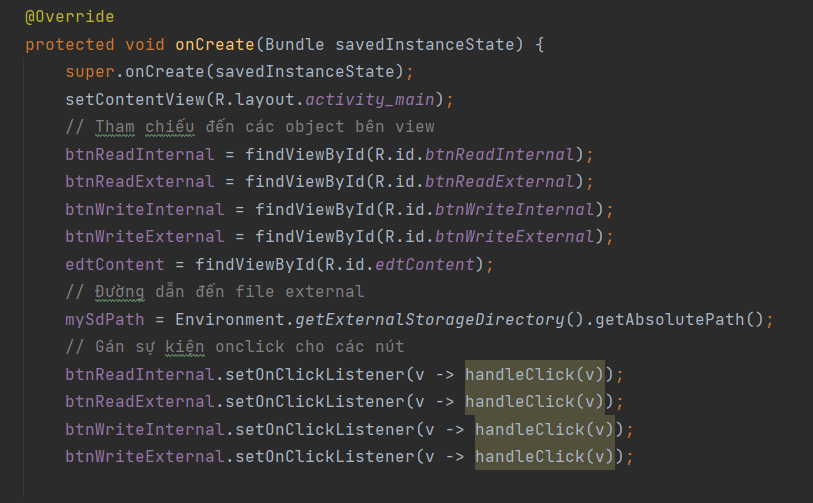 @Override
protected void onCreate(Bundle savedInstanceState) {
super.onCreate(savedInstanceState);
setContentView(R.layout.activity_main);
// Tham chiếu đến các object bên view
btnReadInternal = findViewById(R.id.btnReadInternal);
btnReadExternal = findViewById(R.id.btnReadExternal);
btnWriteInternal = findViewById(R.id.btnWriteInternal);
btnWriteExternal = findViewById(R.id.btnWriteExternal);
edtContent = findViewById(R.id.edtContent);
// Đường dẫn đến file external
mySdPath = Environment.getExternalStorageDirectory().getAbsolutePath();
// Gán sự kiện onclick cho các nút
btnReadInternal.setOnClickListener(v -> handleClick(v));
btnReadExternal.setOnClickListener(v -> handleClick(v));
btnWriteInternal.setOnClickListener(v -> handleClick(v));
btnWriteExternal.setOnClickListener(v -> handleClick(v));